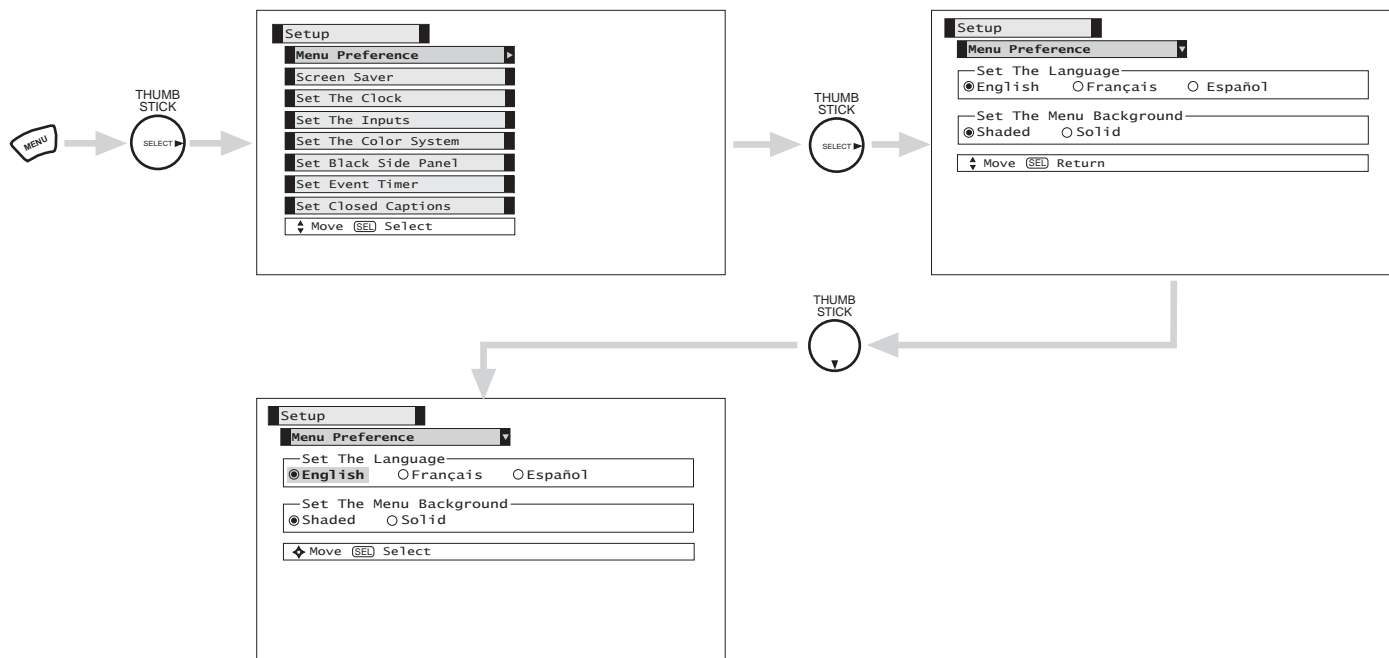 MENU
THUMB
STICK
SELECT
Setup
Menu Preference
Screen Saver
Set The Clock
Set The Inputs
Set The Color System
Set Black Side Panel
Set Event Timer
Set Closed Captions
Move SEL Select
THUMB
STICK
SELECT
Setup
Menu Preference
Set The Language
English Français Español
Set The Menu Background
Shaded Solid
Move SEL Return
THUMB
STICK
Setup
Menu Preference
Set The Language
English Français Español
Set The Menu Background
Shaded Solid
Move SEL Select